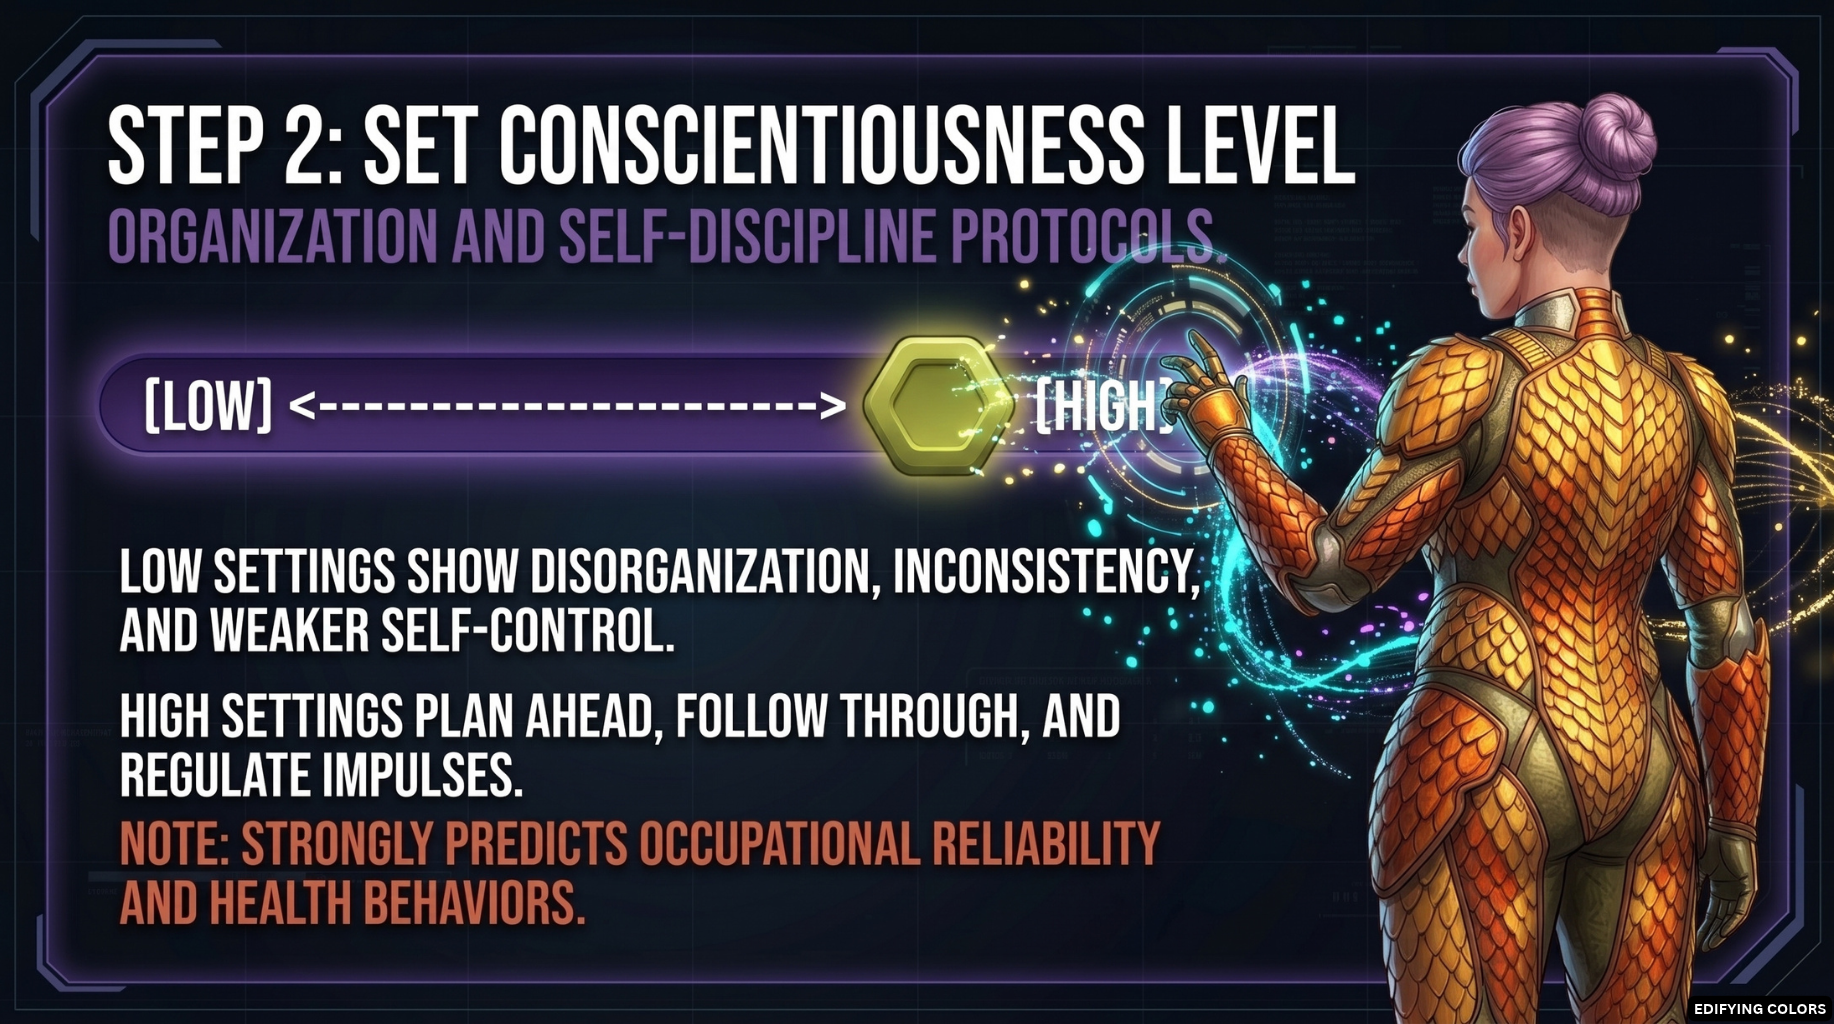 STEP 2: SET CONSCIENTIOUSNESS LEVEL
ORGANIZATION AND SELF-DISCIPLINE PROTOCOLS.
[LOW] <-----------------------> [HIGH]
LOW SETTINGS SHOW DISORGANIZATION, INCONSISTENCY,
AND WEAKER SELF-CONTROL.
HIGH SETTINGS PLAN AHEAD, FOLLOW THROUGH, AND
REGULATE IMPULSES.
NOTE: STRONGLY PREDICTS OCCUPATIONAL RELIABILITY
AND HEALTH BEHAVIORS.
EDIFYING COLORS